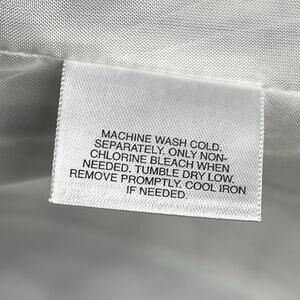 MACHINE WASH COLD.
SEPARATELY. ONLY NON-
CHLORINE BLEACH WHEN
NEEDED. TUMBLE DRY LOW.
REMOVE PROMPTLY. COOL IRON
IF NEEDED.